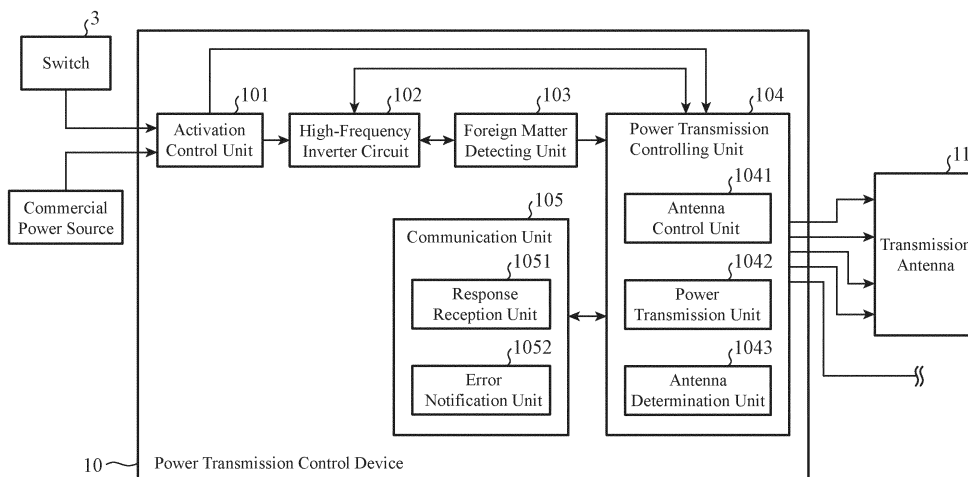 3
Switch
101
Activation
Control Unit
102
High-Frequency
Inverter Circuit
103
Foreign Matter
Detecting Unit
104
Power Transmission
Controlling Unit
Commercial
Power Source
105
Communication Unit
1051
Response
Reception Unit
1052
Error
Notification Unit
1041
Antenna
Control Unit
1042
Power
Transmission Unit
1043
Antenna
Determination Unit
11
Transmission
Antenna
10
Power Transmission Control Device